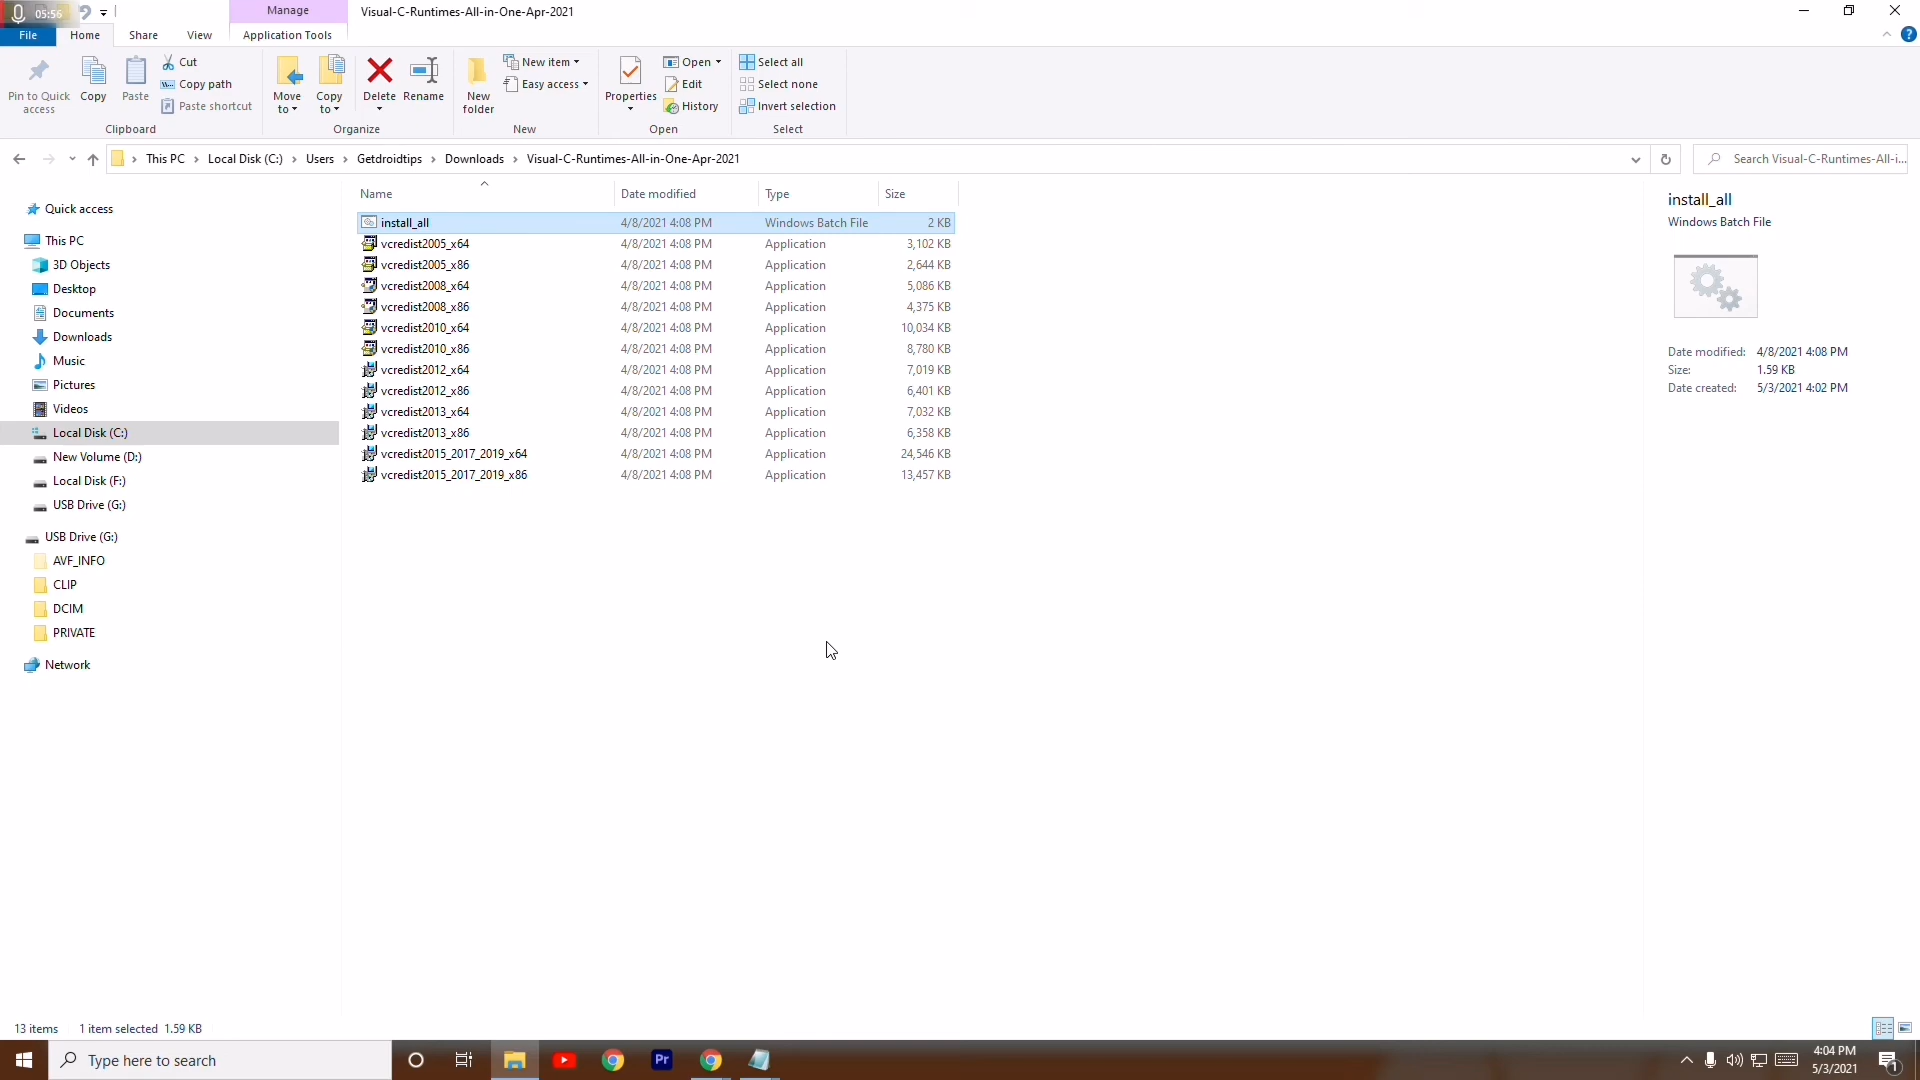 05:56
Manage
Visual-C-Runtimes-All-in-One-Apr-2021
File
Home
Share
View
Application Tools
Pin to Quick
access
Copy
Paste
Cut
Copy path
Paste shortcut
Clipboard
Move
to
Copy
to
Delete
Rename
Organize
New
folder
New item
Easy access
New
Properties
Open
Edit
History
Open
Select all
Select none
Invert selection
Select
This PC > Local Disk (C:) > Users > Getdroidtips > Downloads > Visual-C-Runtimes-All-in-One-Apr-2021
Search Visual-C-Runtimes-All-i...
Quick access
This PC
3D Objects
Desktop
Documents
Downloads
Music
Pictures
Videos
Local Disk (C:)
New Volume (D:)
Local Disk (F:)
USB Drive (G:)
USB Drive (G:)
AVF_INFO
CLIP
DCIM
PRIVATE
Network
Name Date modified Type Size
install_all 4/8/2021 4:08 PM Windows Batch File 2 KB
vcredist2005_x64 4/8/2021 4:08 PM Application 3,102 KB
vcredist2005_x86 4/8/2021 4:08 PM Application 2,644 KB
vcredist2008_x64 4/8/2021 4:08 PM Application 5,086 KB
vcredist2008_x86 4/8/2021 4:08 PM Application 4,375 KB
vcredist2010_x64 4/8/2021 4:08 PM Application 10,034 KB
vcredist2010_x86 4/8/2021 4:08 PM Application 8,780 KB
vcredist2012_x64 4/8/2021 4:08 PM Application 7,019 KB
vcredist2012_x86 4/8/2021 4:08 PM Application 6,401 KB
vcredist2013_x64 4/8/2021 4:08 PM Application 7,032 KB
vcredist2013_x86 4/8/2021 4:08 PM Application 6,358 KB
vcredist2015_2017_2019_x64 4/8/2021 4:08 PM Application 24,546 KB
vcredist2015_2017_2019_x86 4/8/2021 4:08 PM Application 13,457 KB
install_all
Windows Batch File
Date modified: 4/8/2021 4:08 PM
Size: 1.59 KB
Date created: 5/3/2021 4:02 PM
13 items 1 item selected 1.59 KB
Type here to search
Pr
4:04 PM
5/3/2021
1